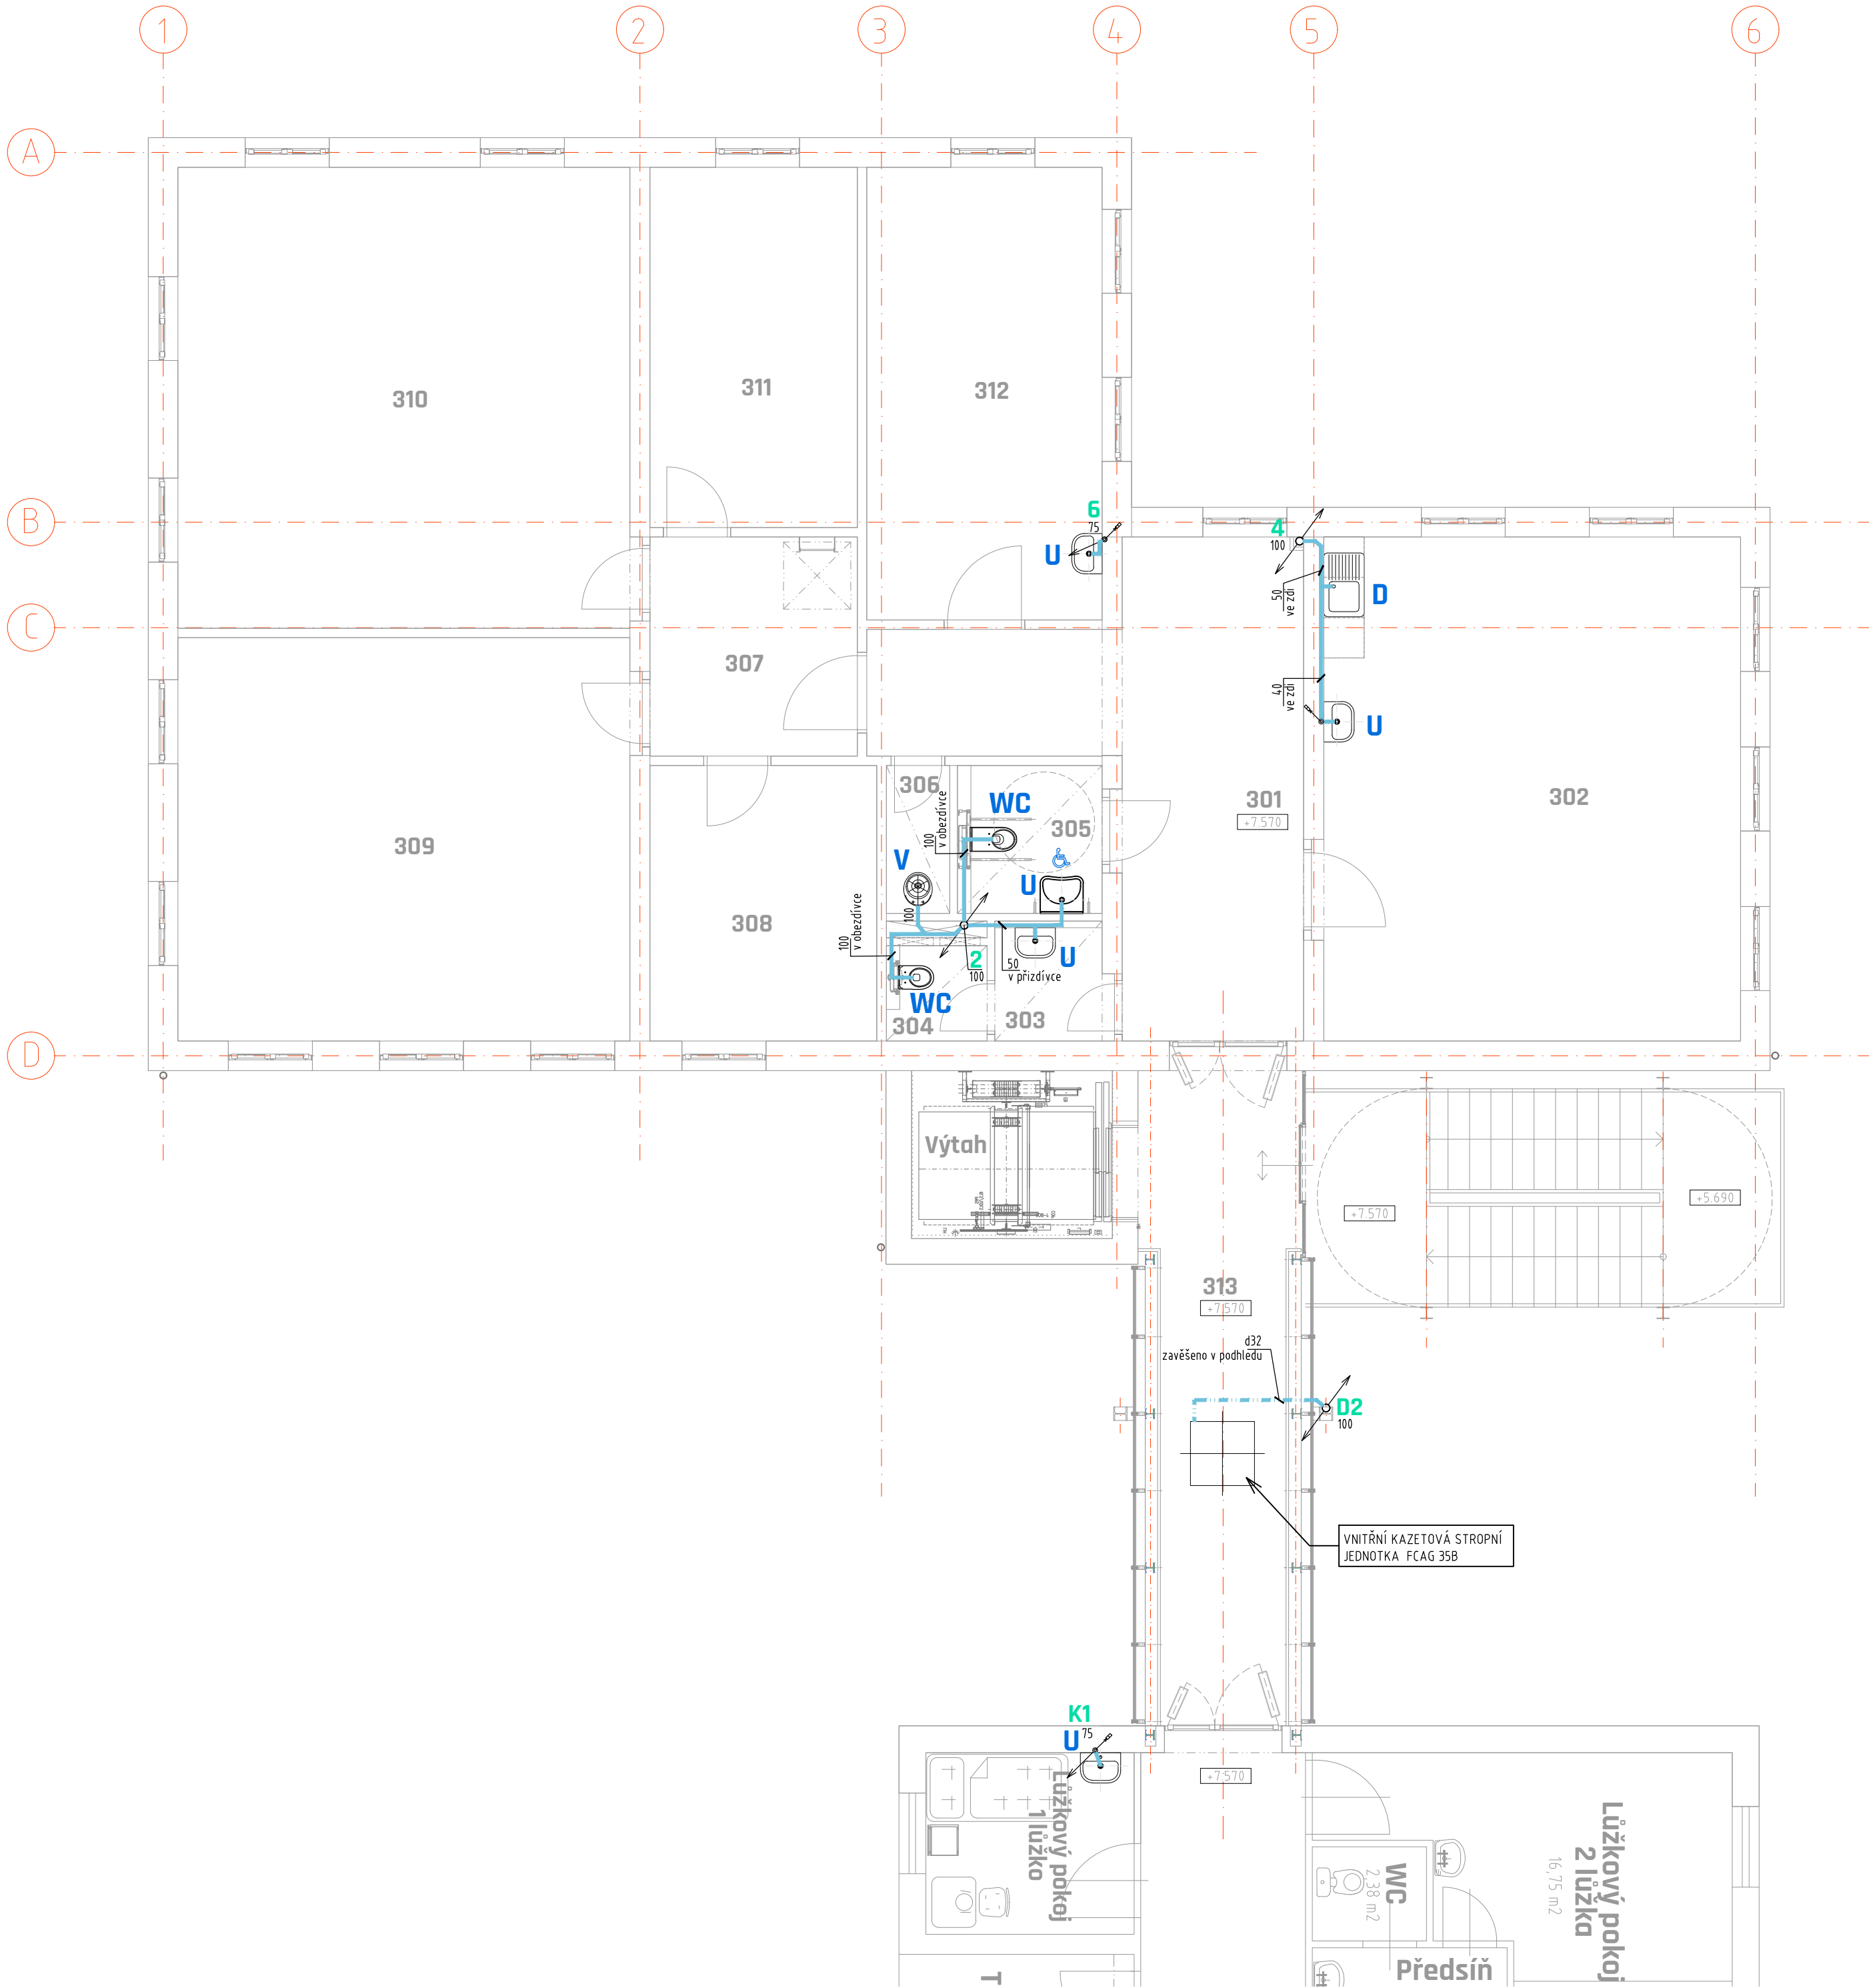 1
2
3
4
5
6
A
B
C
D
310
311
312
6
75
U
4
100
50
ve zdi
D
307
40
ve zdi
U
306
WC
305
100
v obezdívce
301
+7.570
302
309
V
U
308
100
100
v obezdívce
2
100
U
50
v přizdívce
WC
304
303
Výtah
+7.570
+5.690
313
+7.570
d32
zavěšeno v podhledu
D2
100
VNITŘNÍ KAZETOVÁ STROPNÍ
JEDNOTKA FCAG 35B
K1
U
75
+7.570
Lůžkový pokoj
1 lůžko
WC
2,38 m2
Lůžkový pokoj
2 lůžka
16,75 m2
Předsíň
T